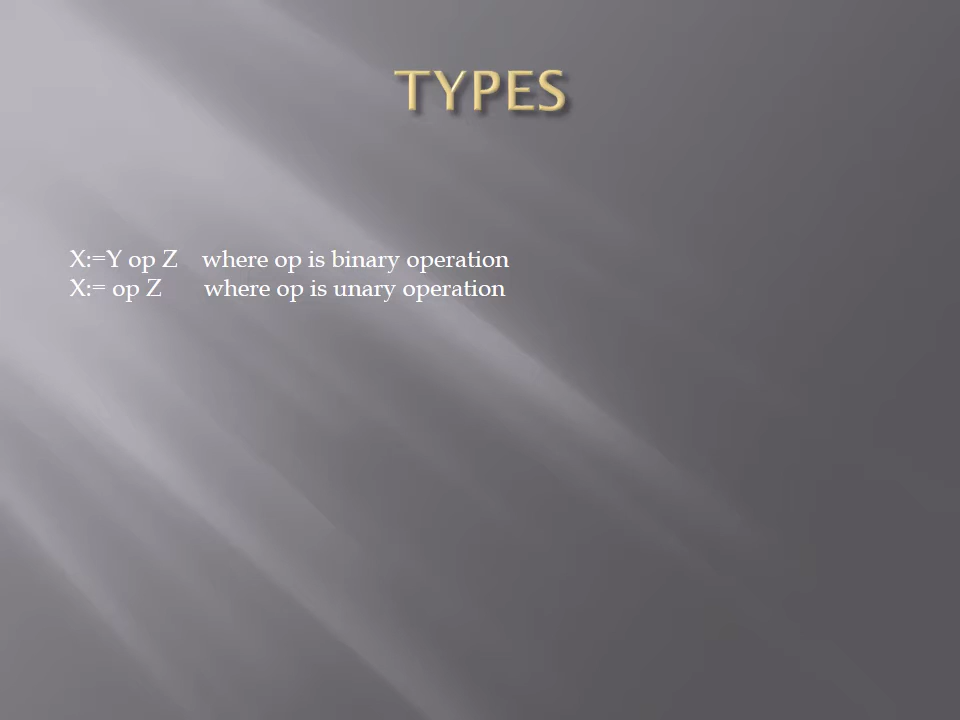 TYPES
X:=Y op Z where op is binary operation
X:= op Z where op is unary operation